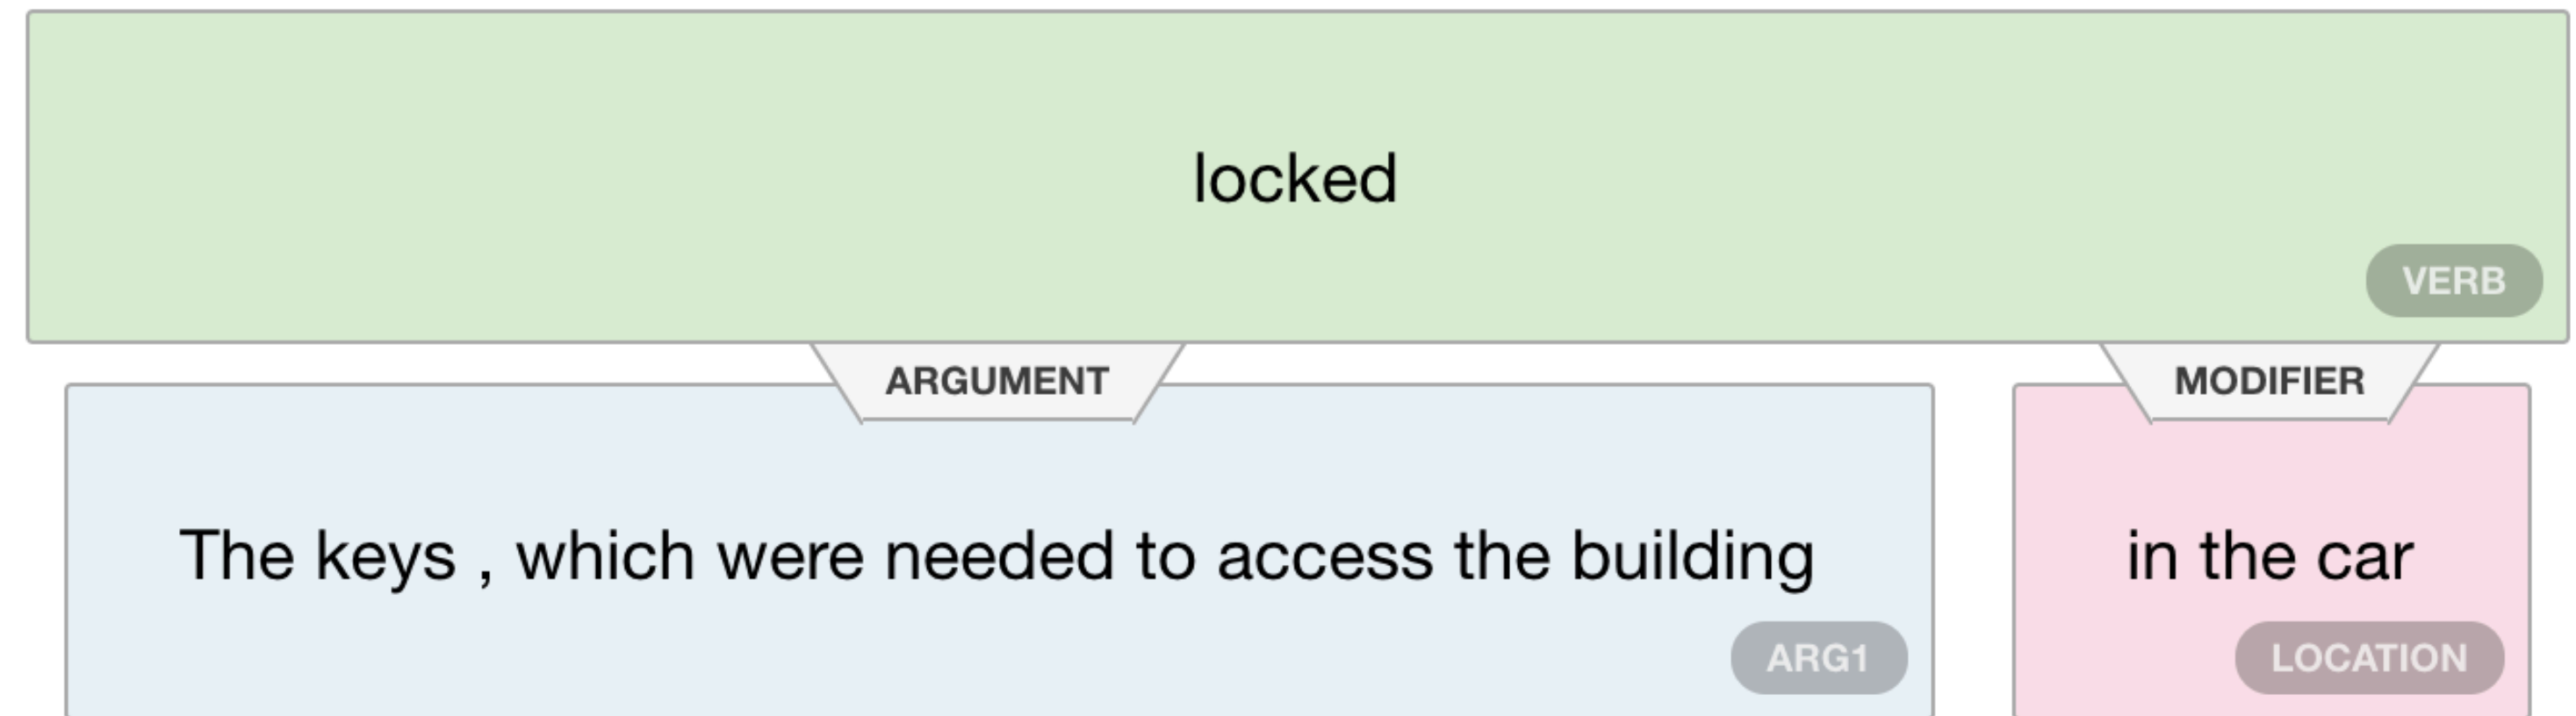 locked
VERB
ARGUMENT MODIFIER
The keys , which were needed to access the building in the car
ARG1 LOCATION